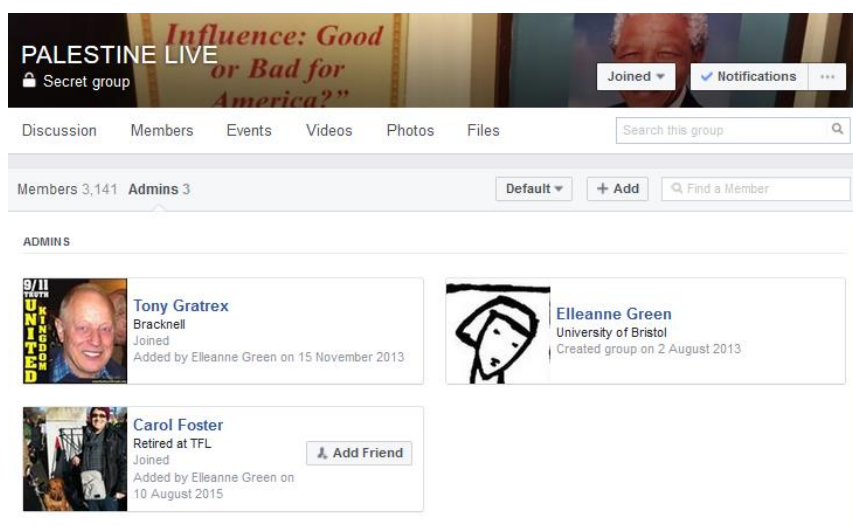 Influence: Good
or Bad for
America?"
PALESTINE LIVE
Secret group
Joined
Notifications
...
Discussion Members Events Videos Photos Files
Search this group
Members 3,141 Admins 3
Default
+ Add
Find a Member
ADMINS
9/11
TRUTH
UNITED
KINGDOM
Tony Gratrex
Bracknell
Joined
Added by Elleanne Green on 15 November 2013
Elleanne Green
University of Bristol
Created group on 2 August 2013
Carol Foster
Retired at TFL
Joined
Added by Elleanne Green on
10 August 2015
Add Friend